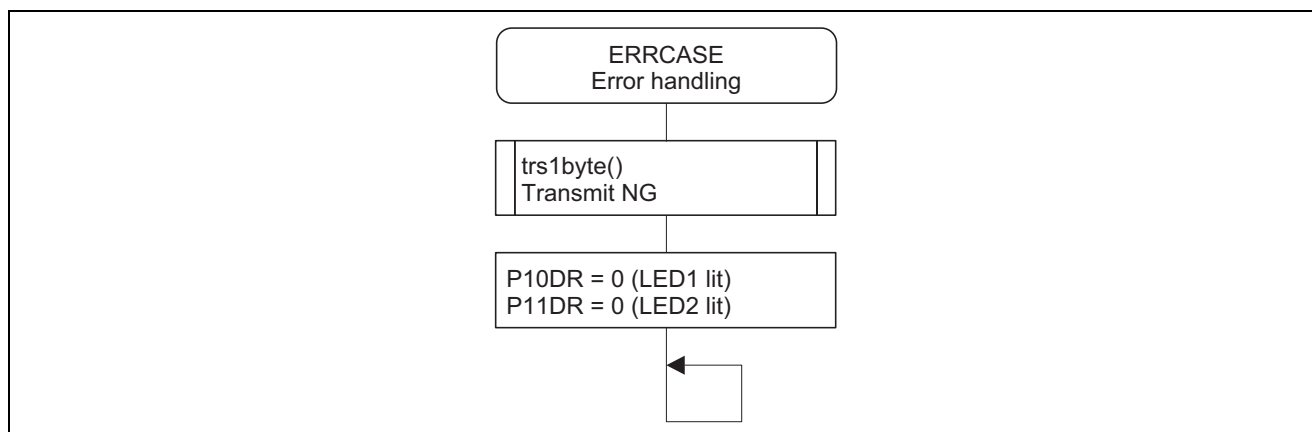 ERRCASE
Error handling
trs1byte()
Transmit NG
P10DR = 0 (LED1 lit)
P11DR = 0 (LED2 lit)